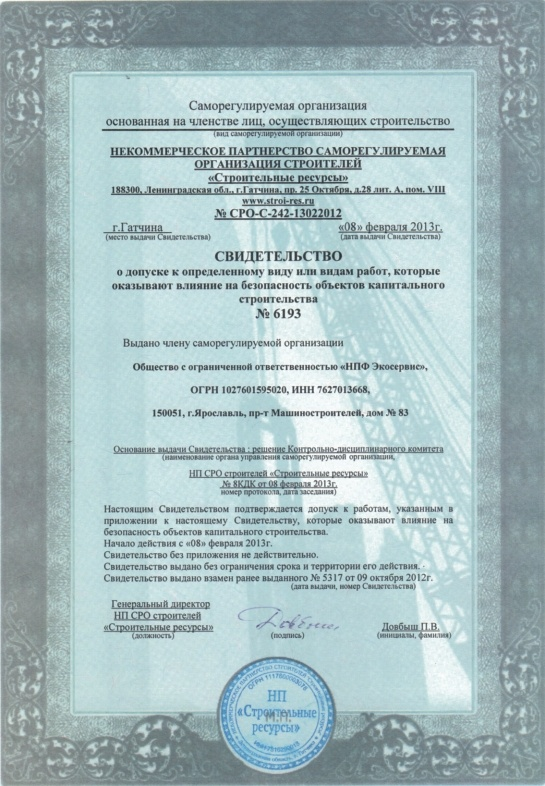 Саморегулируемая организация
основанная на членстве лиц, осуществляющих строительство
(вид саморегулируемой организации)
НЕКОММЕРЧЕСКОЕ ПАРТНЕРСТВО САМОРЕГУЛИРУЕМАЯ
ОРГАНИЗАЦИЯ СТРОИТЕЛЕЙ
«Строительные ресурсы»
188300, Ленинградская обл., г.Гатчина, пр. 25 Октября, д.28 лит. А, пом. VIII
www.stroi-res.ru
№ СРО-С-242-13022012
г.Гатчина «08» февраля 2013г.
(место выдачи Свидетельства) (дата выдачи Свидетельства)
СВИДЕТЕЛЬСТВО
о допуске к определенному виду или видам работ, которые
оказывают влияние на безопасность объектов капитального
строительства
№ 6193
Выдано члену саморегулируемой организации
Общество с ограниченной ответственностью «НПФ Экосервис»,
ОГРН 1027601595020, ИНН 7627013668,
150051, г.Ярославль, пр-т Машиностроителей, дом № 83
Основание выдачи Свидетельства : решение Контрольно-дисциплинарного комитета
(наименование органа управления саморегулируемой организации,
НП СРО строителей «Строительные ресурсы»
№ 8КДК от 08 февраля 2013г.
номер протокола, дата заседания)
Настоящим Свидетельством подтверждается допуск к работам, указанным в
приложении к настоящему Свидетельству, которые оказывают влияние на
безопасность объектов капитального строительства.
Начало действия с «08» февраля 2013г.
Свидетельство без приложения не действительно.
Свидетельство выдано без ограничения срока и территории его действия.
Свидетельство выдано взамен ранее выданного № 5317 от 09 октября 2012г.
(дата выдачи, номер Свидетельства)
Генеральный директор
НП СРО строителей
«Строительные ресурсы» Довбыш П.В.
(должность) (подпись) (инициалы, фамилия)
НП
«Строительные
М.П.
ресурсы»